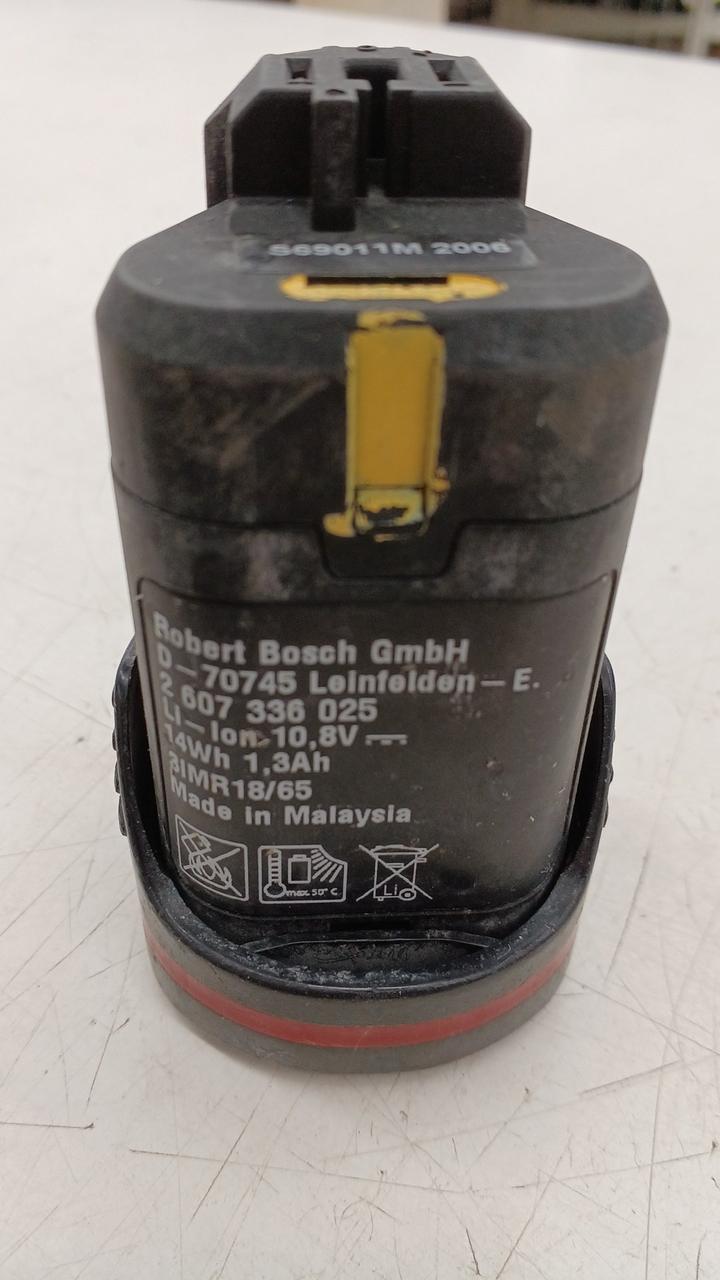 S69011M 2006
Robert Bosch GmbH
D-70745 Leinfelden-E.
2 607 336 025
Li-Ion 10,8V
14Wh 1,3Ah
3IMR18/65
Made in Malaysia
max. 50°C
Li